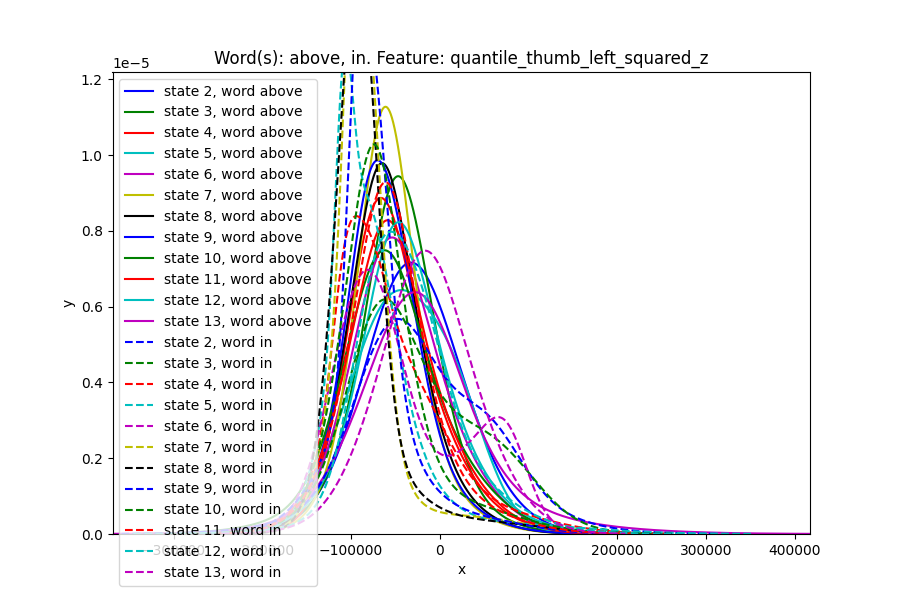 Word(s): above, in. Feature: quantile_thumb_left_squared_z
1e−5
1.2
1.0
0.8
0.6
0.4
0.2
0.0
y
state 2, word above
state 3, word above
state 4, word above
state 5, word above
state 6, word above
state 7, word above
state 8, word above
state 9, word above
state 10, word above
state 11, word above
state 12, word above
state 13, word above
state 2, word in
state 3, word in
state 4, word in
state 5, word in
state 6, word in
state 7, word in
state 8, word in
state 9, word in
state 10, word in
state 11, word in
state 12, word in
state 13, word in
−100000 0 100000 200000 300000 400000
x